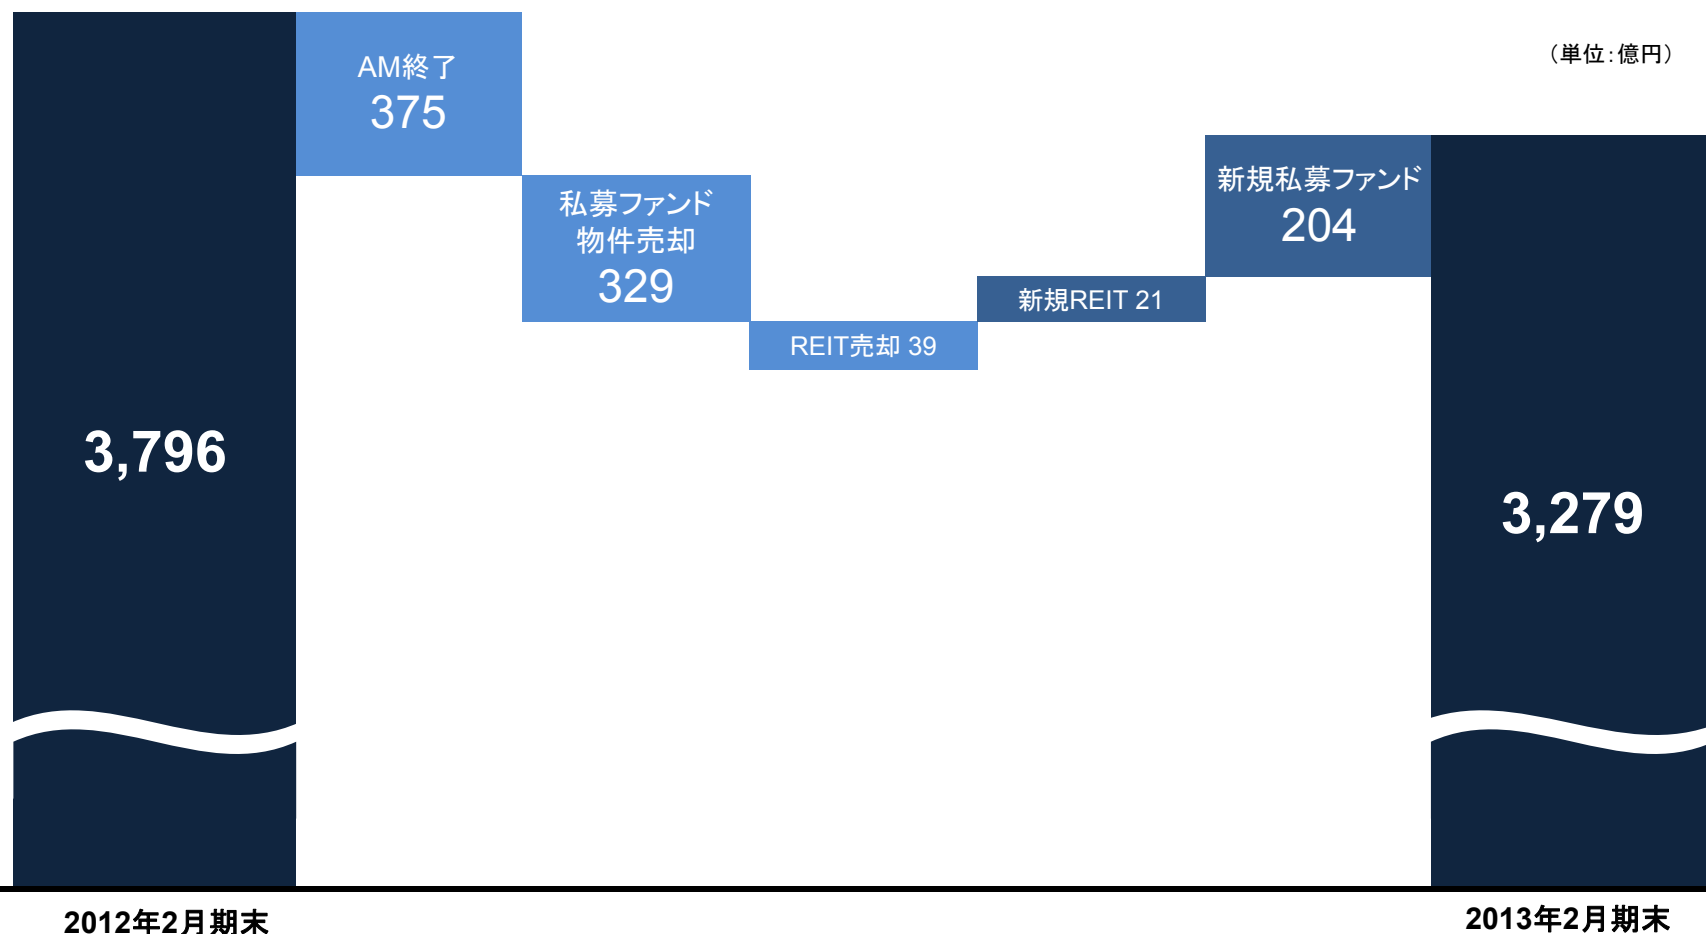 （単位：億円）
AM終了
375
私募ファンド
物件売却
329
REIT売却 39
新規REIT 21
新規私募ファンド
204
3,796
3,279
2012年2月期末
2013年2月期末